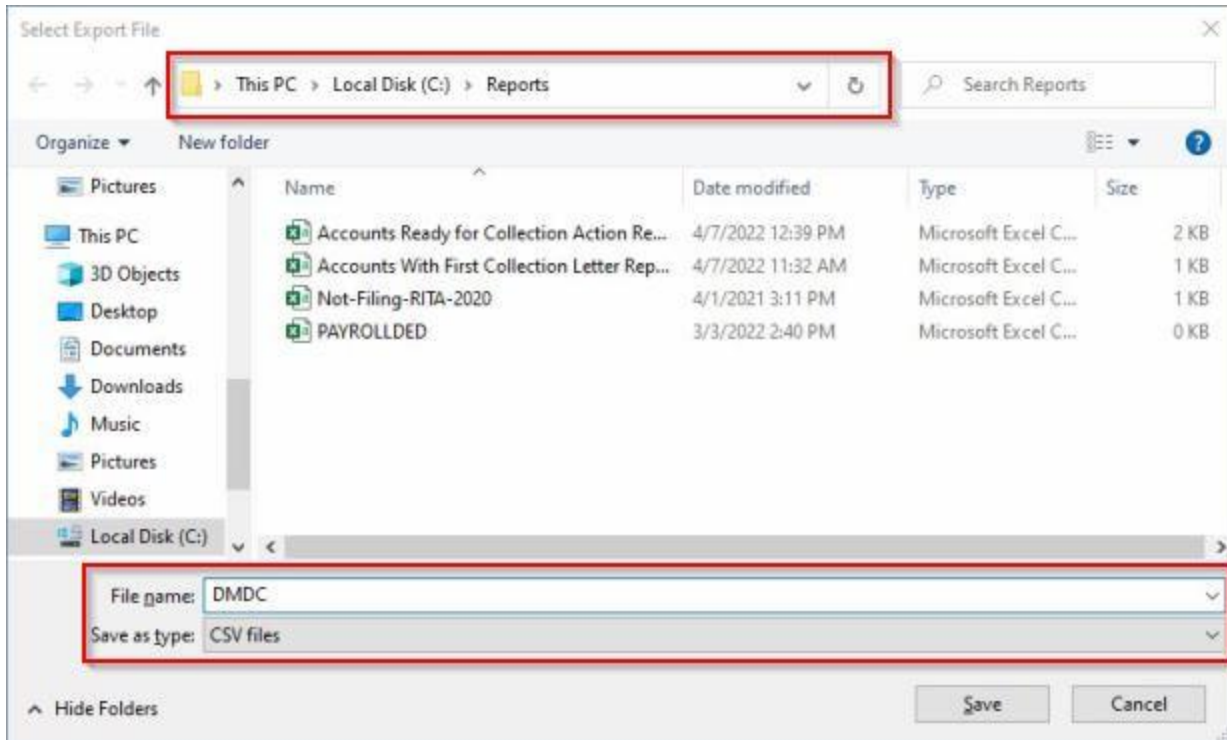 Select Export File
This PC > Local Disk (C:) > Reports
Search Reports
Organize
New folder
Pictures
This PC
3D Objects
Desktop
Documents
Downloads
Music
Pictures
Videos
Local Disk (C:)
Name Date modified Type Size
Accounts Ready for Collection Action Re... 4/7/2022 12:39 PM Microsoft Excel C... 2 KB
Accounts With First Collection Letter Rep... 4/7/2022 11:32 AM Microsoft Excel C... 1 KB
Not-Filing-RITA-2020 4/1/2021 3:11 PM Microsoft Excel C... 1 KB
PAYROLLDED 3/3/2022 2:40 PM Microsoft Excel C... 0 KB
File name: DMDC
Save as type: CSV files
Hide Folders
Save
Cancel